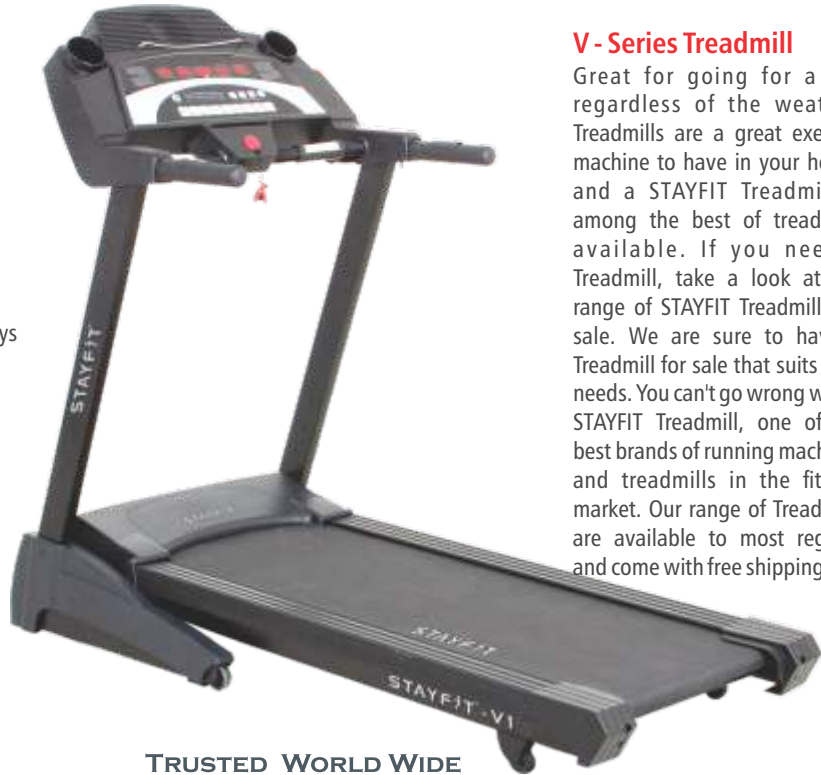 V - Series Treadmill
Great for going for a
regardless of the weat
Treadmills are a great exe
machine to have in your h
and a STAYFIT Treadmi
among the best of tread
available. If you nee
Treadmill, take a look at
range of STAYFIT Treadmill
sale. We are sure to hav
Treadmill for sale that suits
needs. You can't go wrong w
STAYFIT Treadmill, one of
best brands of running mach
and treadmills in the fit
market. Our range of Tread
are available to most reg
and come with free shipping
ys
STAYFIT
STAYFIT
STAYFIT - V1
TRUSTED WORLD WIDE